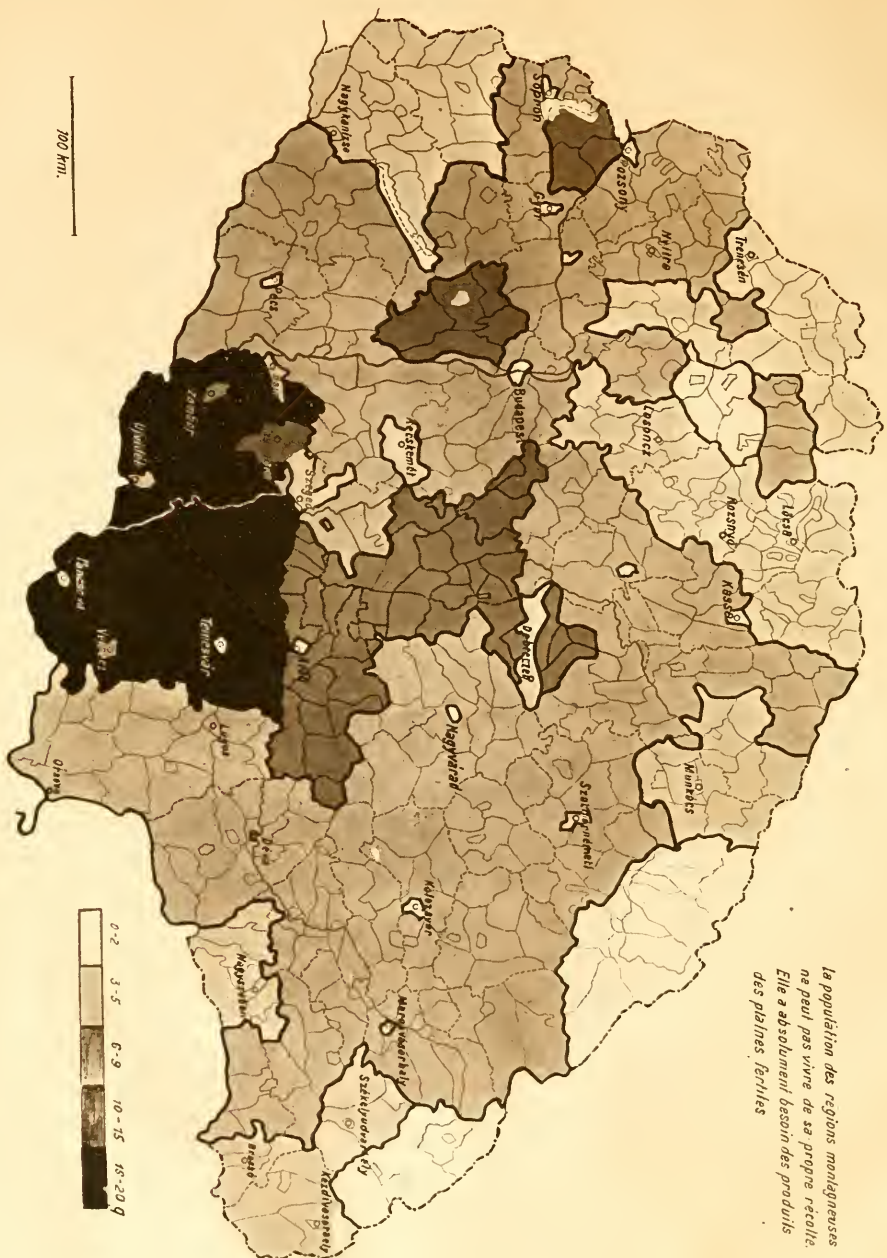 la population des régions montagneuses
ne peut pas vivre de sa propre récolte.
Elle a absolument besoin des produits
des plaines fertiles
Trencsén
Lőcse
Pozsony
Nyitra
Losoncz
Rozsnyó
Kassa
Munkács
Sopron
Győr
Budapest
Debreczen
Szatmárnémeti
Nagykanizsa
Kecskemét
Nagyvárad
Kolozsvár
Marosvásárhely
Székelyudvarhely
Pécs
Szeged
Arad
Zombor
Ujvidék
Temesvár
Pancsova
Lugos
Déva
Nagyszeben
Brassó
Kézdivásárhely
Orsova
100 km.
0-2
3-5
6-9
10-15
15-20 q